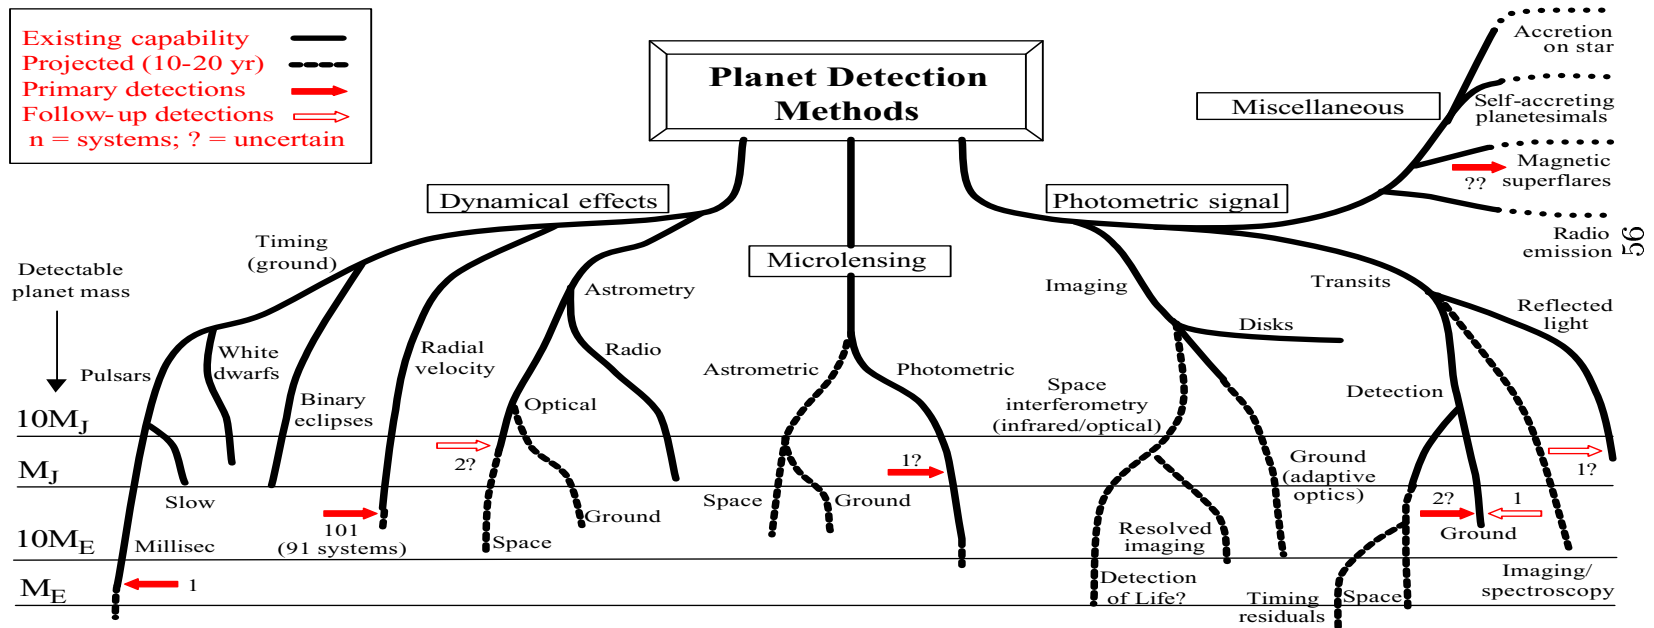 Existing capability
Projected (10-20 yr)
Primary detections
Follow-up detections
n = systems; ? = uncertain
Planet Detection
Methods
Miscellaneous
Accretion
on star
Self-accreting
planetesimals
Magnetic
superflares
??
Radio
emission
56
Dynamical effects
Photometric signal
Microlensing
Timing
(ground)
Detectable
planet mass
Astrometry
Imaging
Transits
Reflected
light
Disks
White
dwarfs
Pulsars
Radial
velocity
Radio
Astrometric
Photometric
Binary
eclipses
Optical
Space
interferometry
(infrared/optical)
Detection
10MJ
2?
1?
Ground
(adaptive
optics)
1?
MJ
Slow
Space
Ground
2?
1
Ground
101
(91 systems)
Ground
Resolved
imaging
10ME
Millisec
Space
Detection
of Life?
Imaging/
spectroscopy
ME
1
Timing
residuals
Space